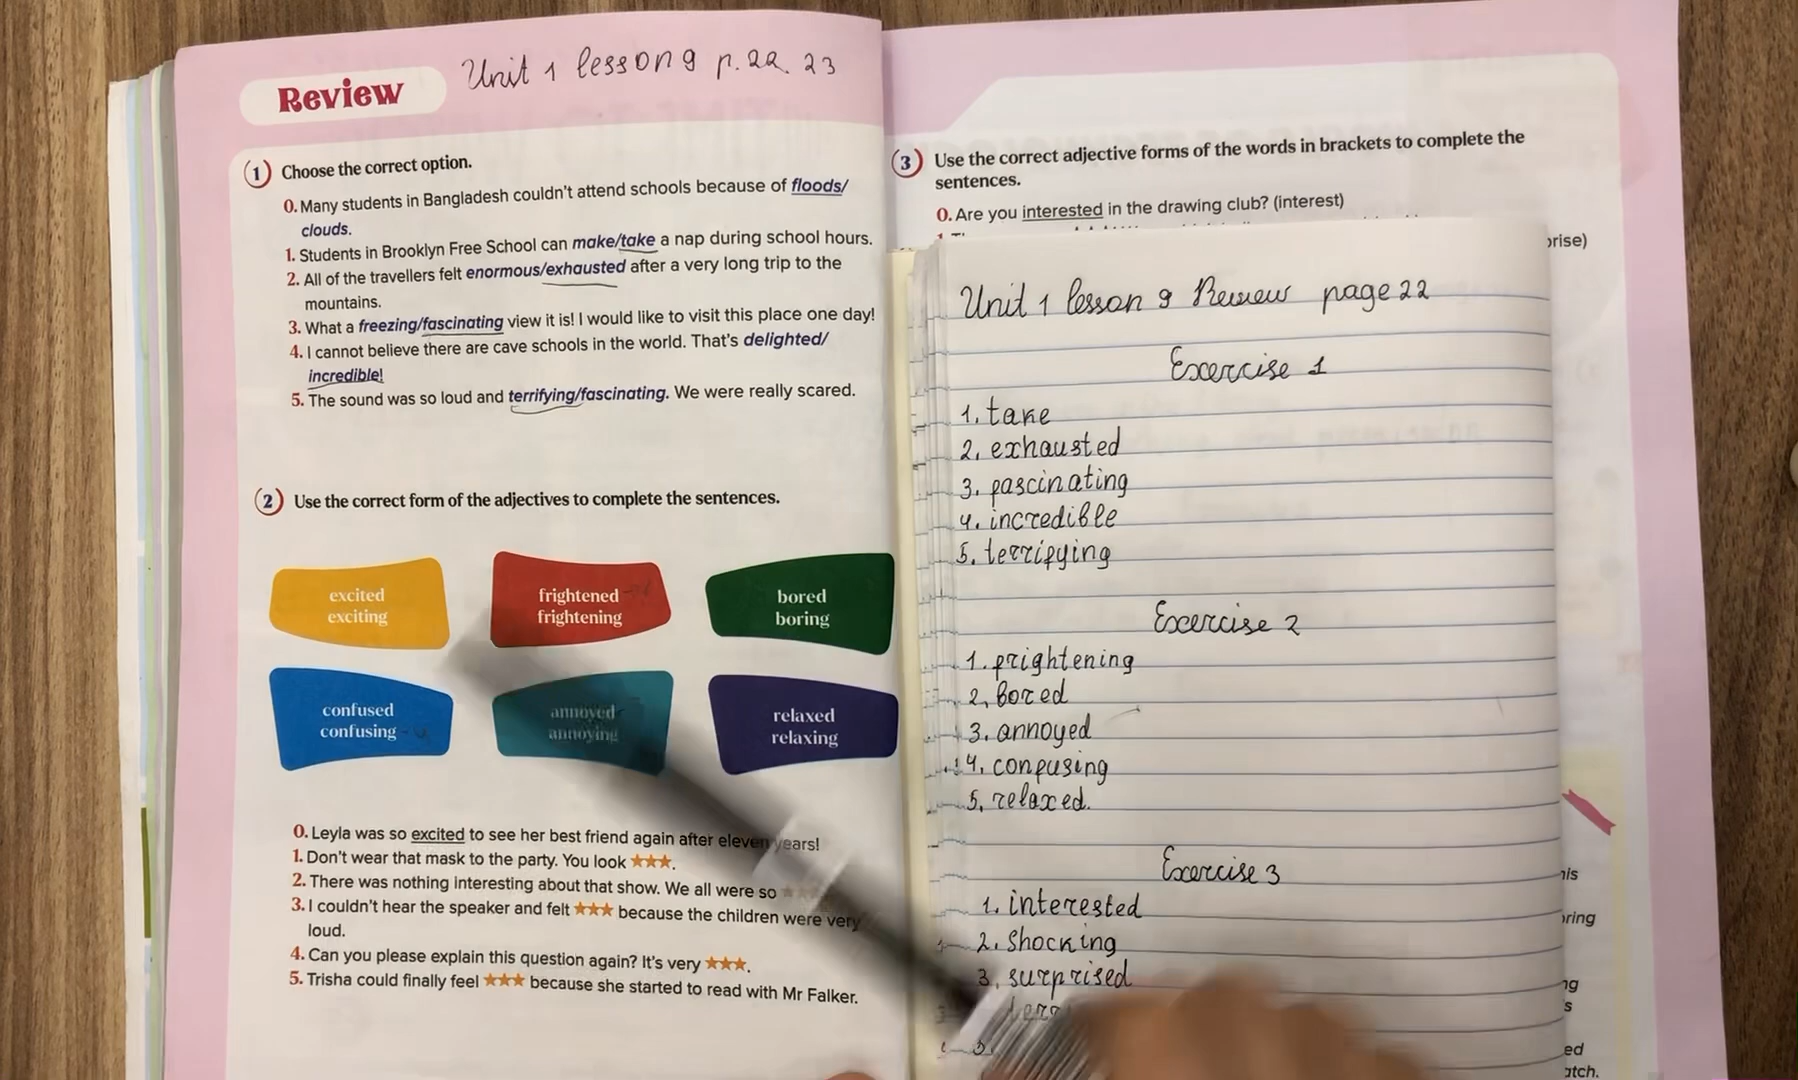 Review
Unit 1 lesson 9 p. 22. 23
1 Choose the correct option.
0. Many students in Bangladesh couldn't attend schools because of floods/
clouds.
1. Students in Brooklyn Free School can make/take a nap during school hours.
2. All of the travellers felt enormous/exhausted after a very long trip to the
mountains.
3. What a freezing/fascinating view it is! I would like to visit this place one day!
4. I cannot believe there are cave schools in the world. That's delighted/
incredible!
5. The sound was so loud and terrifying/fascinating. We were really scared.
2 Use the correct form of the adjectives to complete the sentences.
excited
exciting
frightened
frightening
bored
boring
confused
confusing
annoyed
annoying
relaxed
relaxing
0. Leyla was so excited to see her best friend again after eleven years!
1. Don't wear that mask to the party. You look ★★★.
2. There was nothing interesting about that show. We all were so
3. I couldn't hear the speaker and felt ★★★ because the children were very
loud.
4. Can you please explain this question again? It's very ★★★.
5. Trisha could finally feel ★★★ because she started to read with Mr Falker.
3 Use the correct adjective forms of the words in brackets to complete the
sentences.
0. Are you interested in the drawing club? (interest)
Unit 1 lesson 9 Review page 22
Exercise 1
1. take
2. exhausted
3. fascinating
4. incredible
5. terrifying
Exercise 2
1. frightening
2. bored
3. annoyed
4. confusing
5. relaxed.
Exercise 3
1. interested
2. shocking
3. surprised
5.